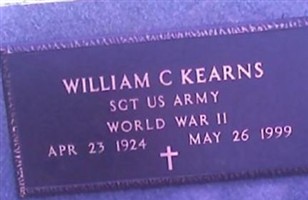 WILLIAM C KEARNS
SGT US ARMY
WORLD WAR II
APR 23 1924 MAY 26 1999